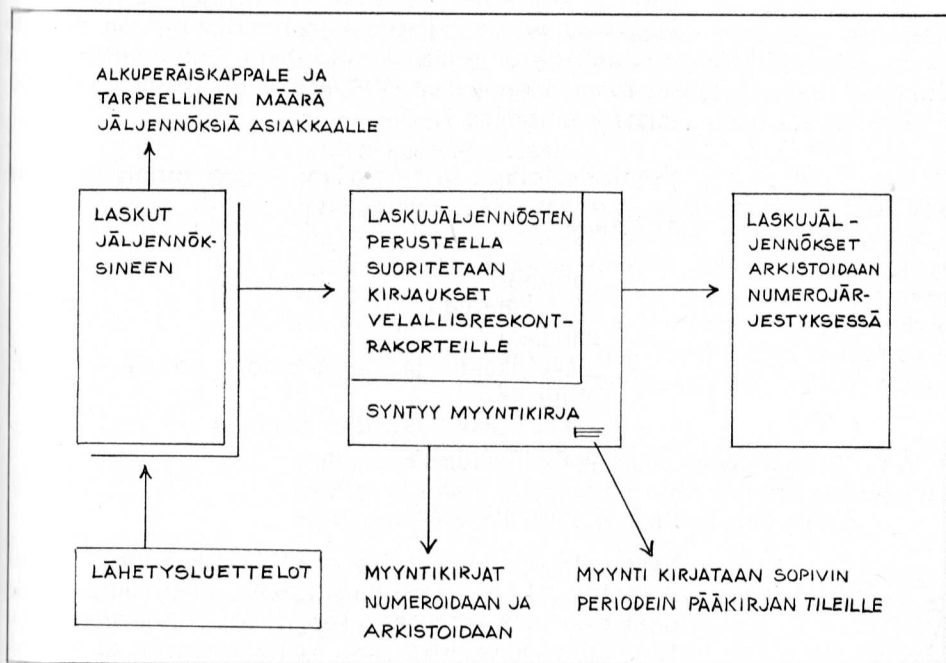 ALKUPERÄISKAPPALE JA
TARPEELLINEN MÄÄRÄ
JÄLJENNÖKSIÄ ASIAKKAALLE
LASKUT
JÄLJENNÖK-
SINEEN
LASKUJÄLJENNÖSTEN
PERUSTEELLA
SUORITETAAN
KIRJAUKSET
VELALLISRESKONT-
RAKORTEILLE
SYNTYY MYYNTIKIRJA
LASKUJÄL-
JENNÖKSET
ARKISTOIDAAN
NUMEROJÄR-
JESTYKSESSÄ
LÄHETYSLUETTELOT
MYYNTIKIRJAT
NUMEROIDAAN JA
ARKISTOIDAAN
MYYNTI KIRJATAAN SOPIVIN
PERIODEIN PÄÄKIRJAN TILEILLE